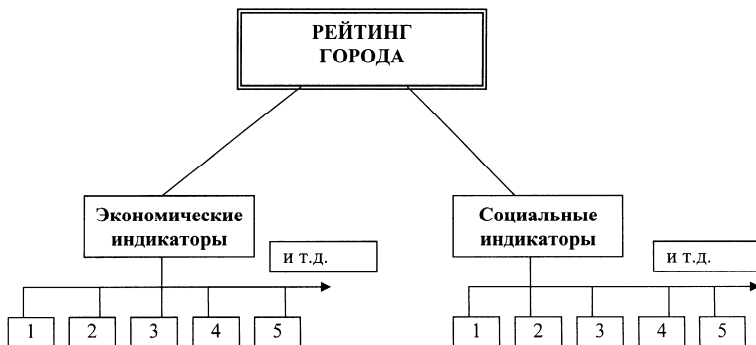 РЕЙТИНГ
ГОРОДА
Экономические
индикаторы
Социальные
индикаторы
и т.д.
и т.д.
1 2 3 4 5
1 2 3 4 5